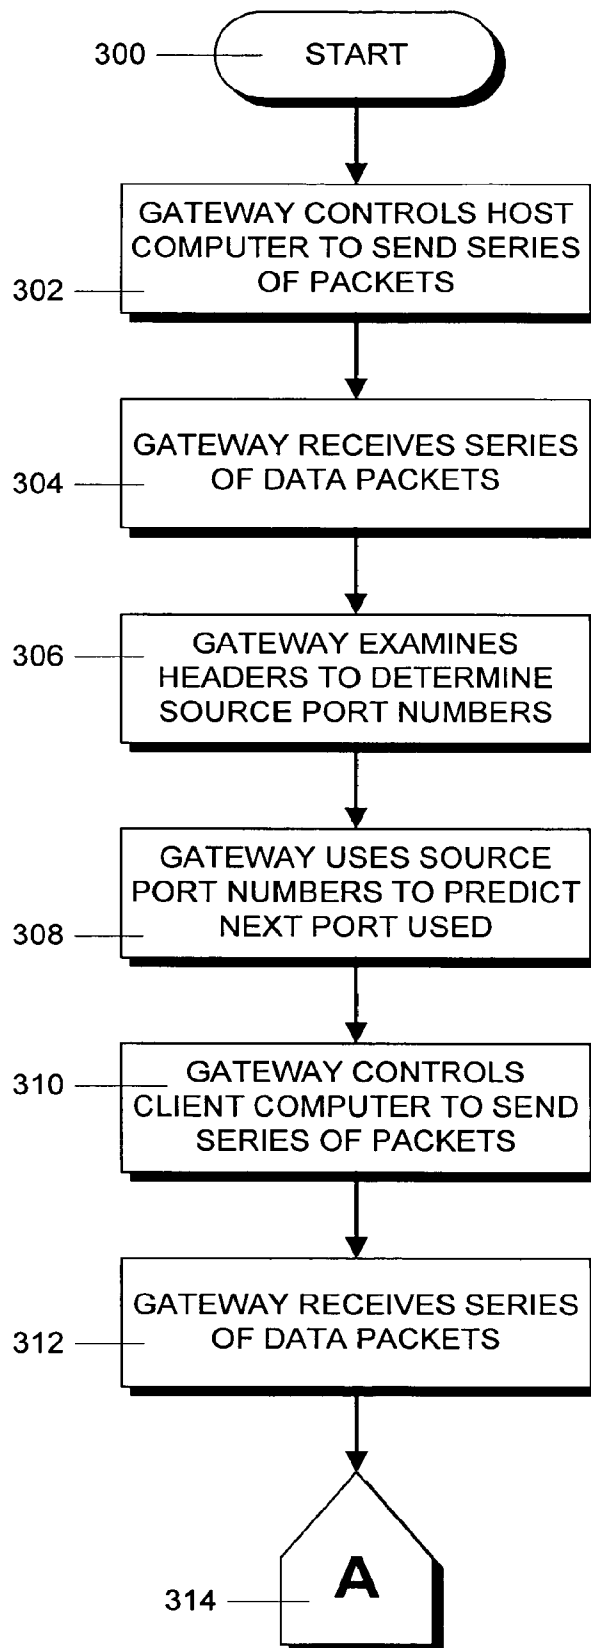 300
START
GATEWAY CONTROLS HOST
COMPUTER TO SEND SERIES
OF PACKETS
302
GATEWAY RECEIVES SERIES
OF DATA PACKETS
304
306
GATEWAY EXAMINES
HEADERS TO DETERMINE
SOURCE PORT NUMBERS
GATEWAY USES SOURCE
PORT NUMBERS TO PREDICT
NEXT PORT USED
308
310
GATEWAY CONTROLS
CLIENT COMPUTER TO SEND
SERIES OF PACKETS
GATEWAY RECEIVES SERIES
OF DATA PACKETS
312
A
314